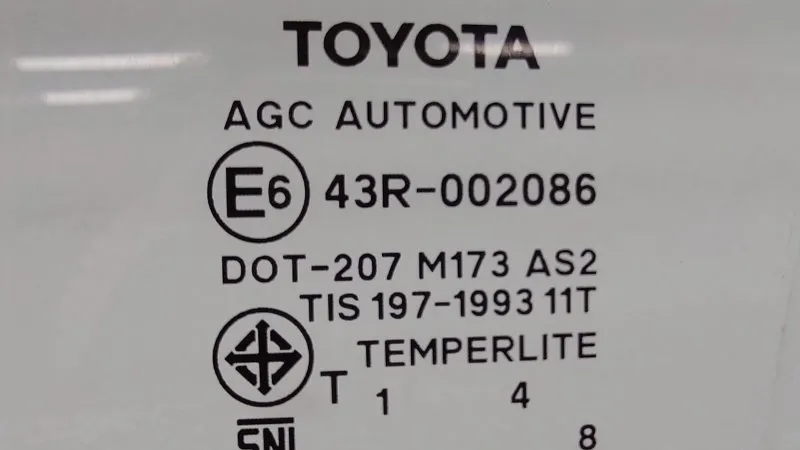 TOYOTA
AGC AUTOMOTIVE
E6 43R-002086
DOT-207 M173 AS2
TIS 197-1993 11T
TEMPERLITE
T 1 4
SNI 8